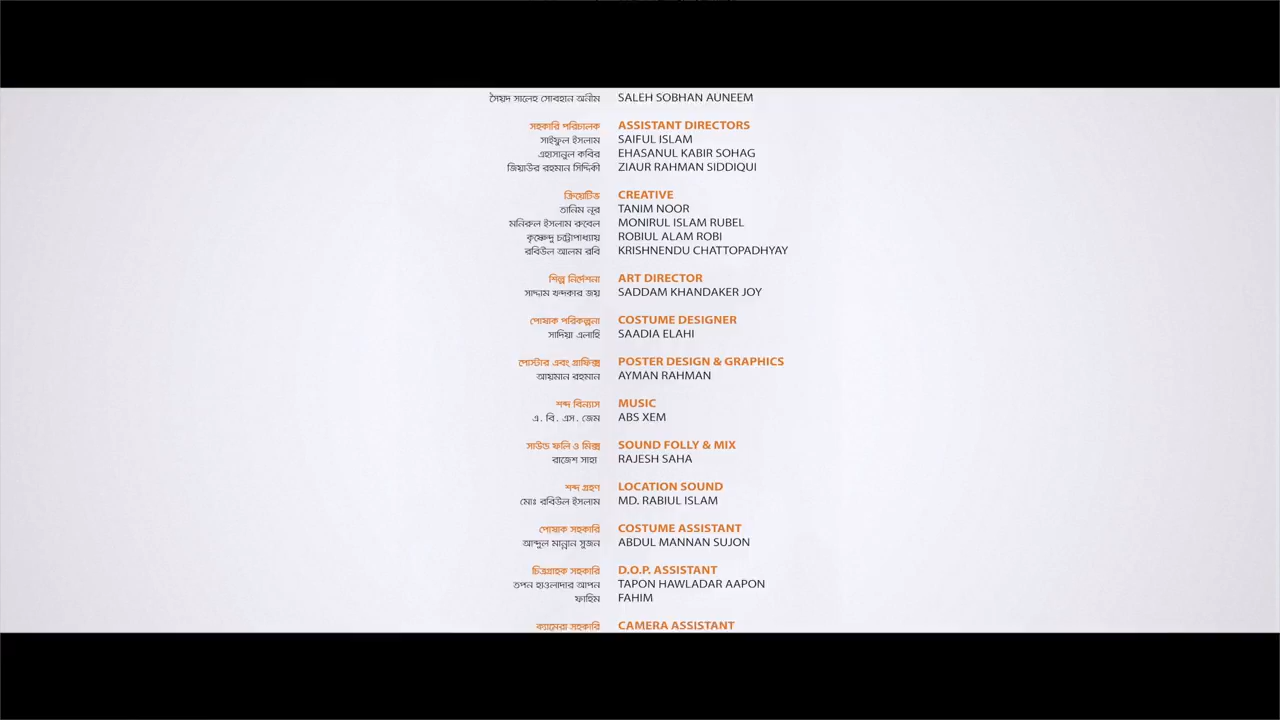 সৈয়দ সালেহ সোবহান অনীম SALEH SOBHAN AUNEEM
সহকারি পরিচালক ASSISTANT DIRECTORS
সাইফুল ইসলাম SAIFUL ISLAM
এহসানুল কবির EHASANUL KABIR SOHAG
জিয়াউর রহমান সিদ্দিকী ZIAUR RAHMAN SIDDIQUI
ক্রিয়েটিভ CREATIVE
তানিম নূর TANIM NOOR
মনিরুল ইসলাম রুবেল MONIRUL ISLAM RUBEL
কৃষ্ণেন্দু চট্টোপাধ্যায় ROBIUL ALAM ROBI
রবিউল আলম রবি KRISHNENDU CHATTOPADHYAY
শিল্প নির্দেশনা ART DIRECTOR
সাদ্দাম খন্দকার জয় SADDAM KHANDAKER JOY
পোষাক পরিকল্পনা COSTUME DESIGNER
সাদিয়া এলাহি SAADIA ELAHI
পোস্টার এবং গ্রাফিক্স POSTER DESIGN & GRAPHICS
আয়মান রহমান AYMAN RAHMAN
শব্দ বিন্যাস MUSIC
এ. বি. এস. জেম ABS XEM
সাউন্ড ফলি ও মিক্স SOUND FOLLY & MIX
রাজেশ সাহা RAJESH SAHA
শব্দ গ্রহণ LOCATION SOUND
মোঃ রবিউল ইসলাম MD. RABIUL ISLAM
পোষাক সহকারি COSTUME ASSISTANT
আব্দুল মান্নান সুজন ABDUL MANNAN SUJON
চিত্রগ্রাহক সহকারি D.O.P. ASSISTANT
তপন হাওলাদার আপন TAPON HAWLADAR AAPON
ফাহিম FAHIM
ক্যামেরা সহকারি CAMERA ASSISTANT